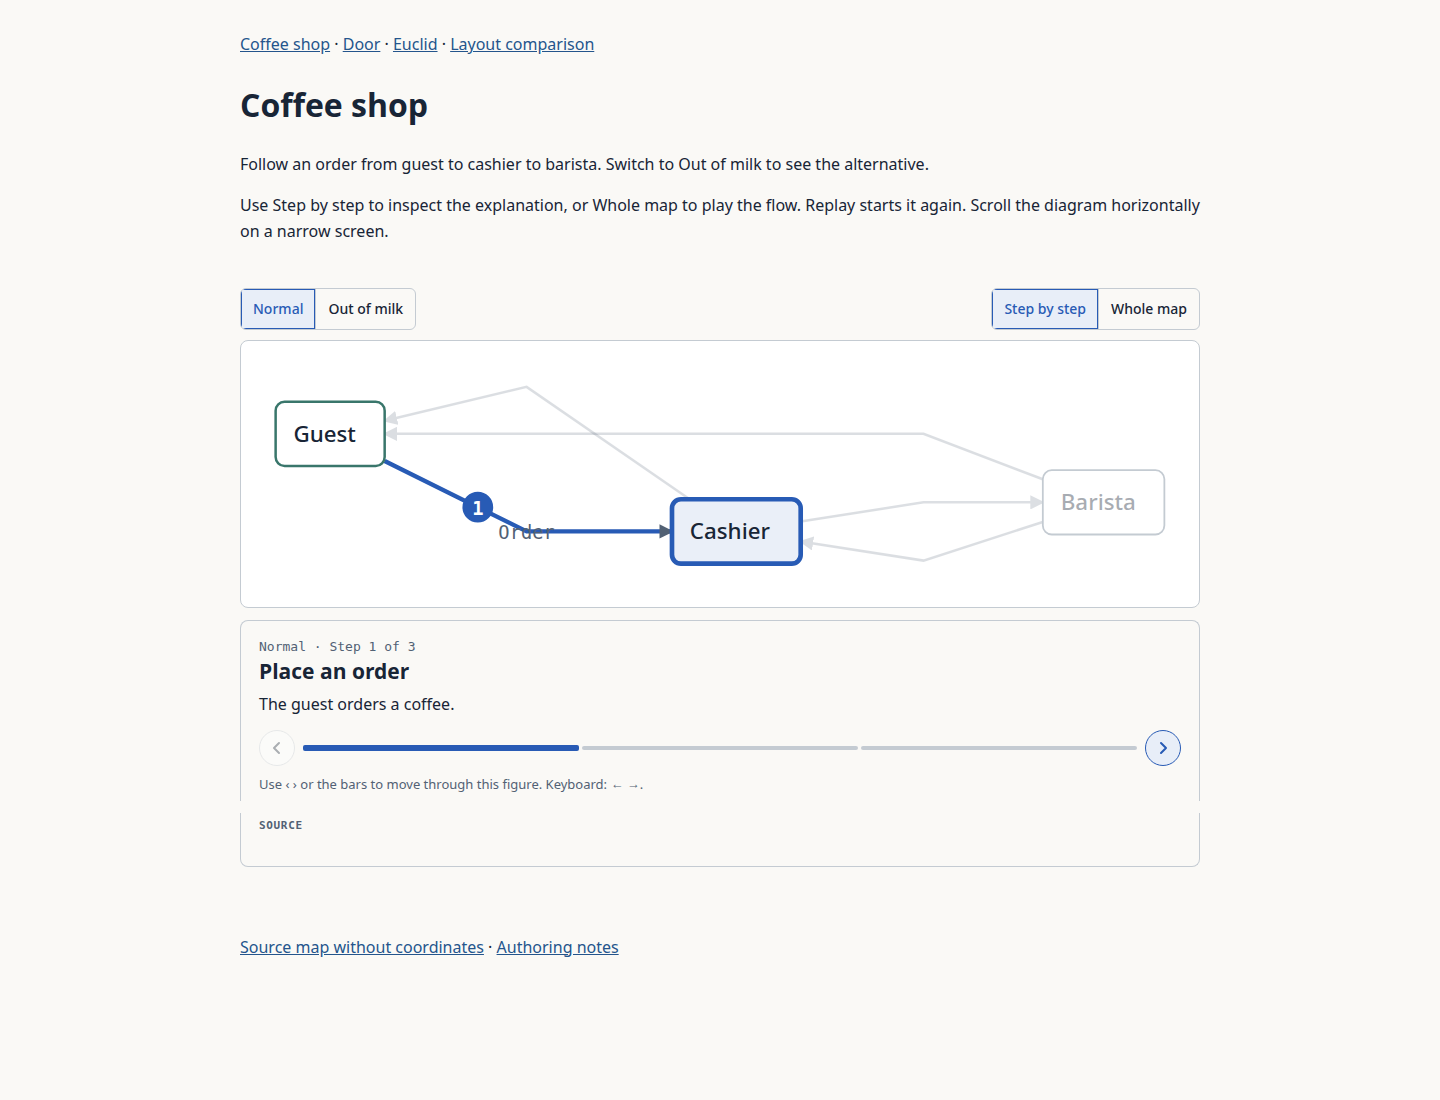 Coffee shop · Door · Euclid · Layout comparison
Coffee shop
Follow an order from guest to cashier to barista. Switch to Out of milk to see the alternative.
Use Step by step to inspect the explanation, or Whole map to play the flow. Replay starts it again. Scroll the diagram horizontally
on a narrow screen.
Normal Out of milk Step by step Whole map
Guest
1
Order
Cashier
Barista
Normal · Step 1 of 3
Place an order
The guest orders a coffee.
Use ‹ › or the bars to move through this figure. Keyboard: ← →.
SOURCE
Source map without coordinates · Authoring notes